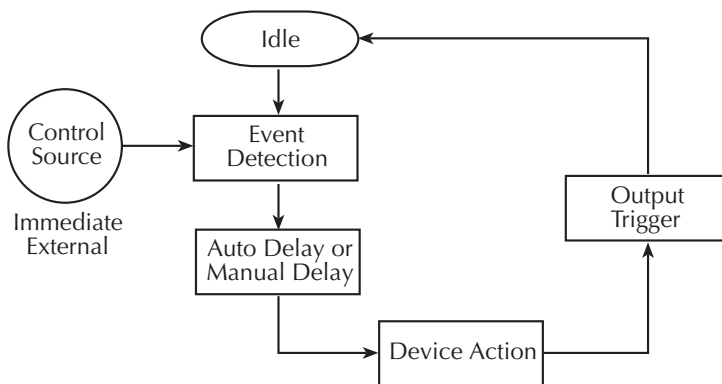 Idle
Control
Source
Immediate
External
Event
Detection
Auto Delay or
Manual Delay
Device Action
Output
Trigger